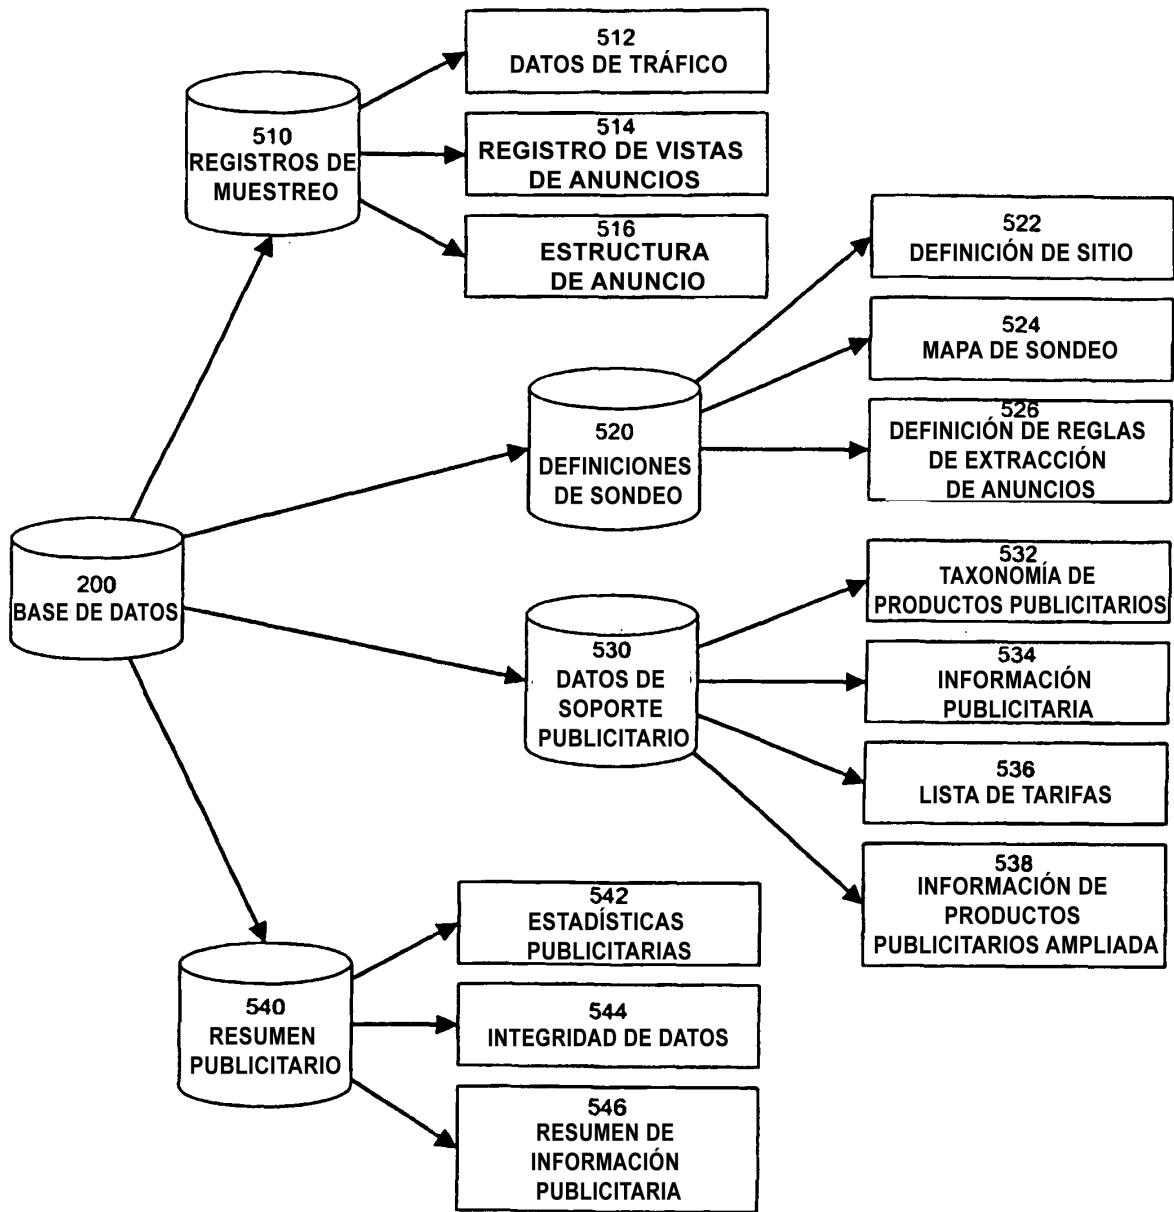 512
DATOS DE TRÁFICO
510
REGISTROS DE
MUESTREO
514
REGISTRO DE VISTAS
DE ANUNCIOS
516
ESTRUCTURA
DE ANUNCIO
522
DEFINICIÓN DE SITIO
524
MAPA DE SONDEO
520
DEFINICIONES
DE SONDEO
526
DEFINICIÓN DE REGLAS
DE EXTRACCIÓN
DE ANUNCIOS
200
BASE DE DATOS
532
TAXONOMÍA DE
PRODUCTOS PUBLICITARIOS
530
DATOS DE
SOPORTE
PUBLICITARIO
534
INFORMACIÓN
PUBLICITARIA
536
LISTA DE TARIFAS
538
INFORMACIÓN DE
PRODUCTOS
PUBLICITARIOS AMPLIADA
542
ESTADÍSTICAS
PUBLICITARIAS
540
RESUMEN
PUBLICITARIO
544
INTEGRIDAD DE DATOS
546
RESUMEN DE
INFORMACIÓN
PUBLICITARIA